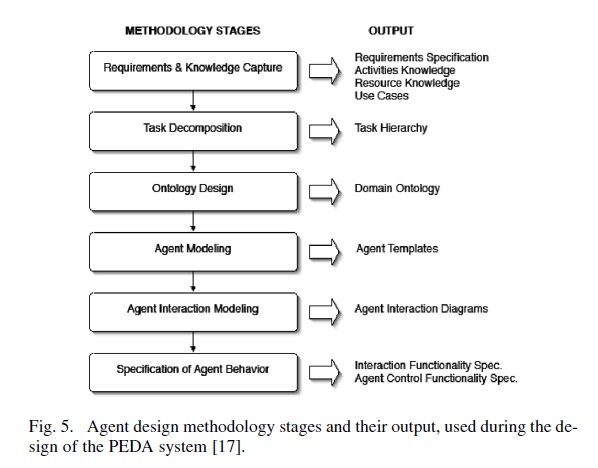 METHODOLOGY STAGES OUTPUT
Requirements & Knowledge Capture
Requirements Specification
Activities Knowledge
Resource Knowledge
Use Cases
Task Decomposition
Task Hierarchy
Ontology Design
Domain Ontology
Agent Modeling
Agent Templates
Agent Interaction Modeling
Agent Interaction Diagrams
Specification of Agent Behavior
Interaction Functionality Spec.
Agent Control Functionality Spec.
Fig. 5. Agent design methodology stages and their output, used during the de-
sign of the PEDA system [17].